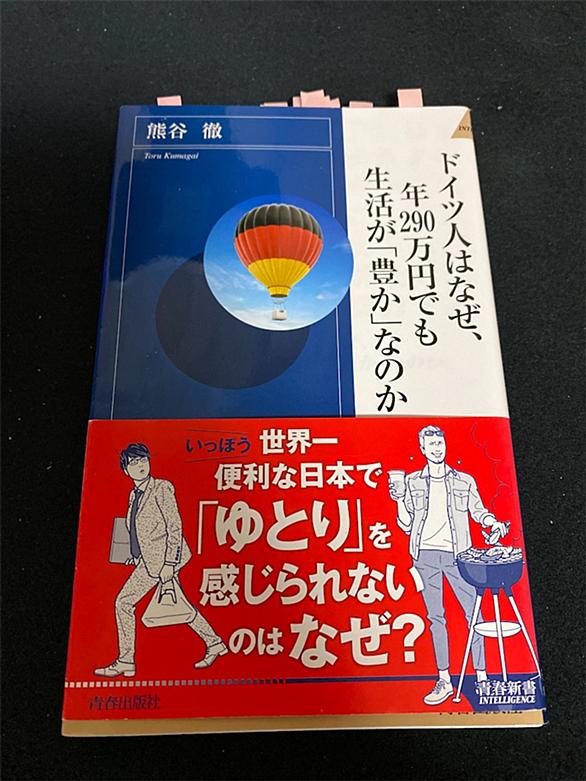 熊谷 徹
Toru Kumagai
INTE
ドイツ人はなぜ、
年290万円でも
生活が「豊か」なのか
いっぽう 世界一
便利な日本で
「ゆとり」を
感じられない
のはなぜ?
青春出版社
青春新書
INTELLIGENCE